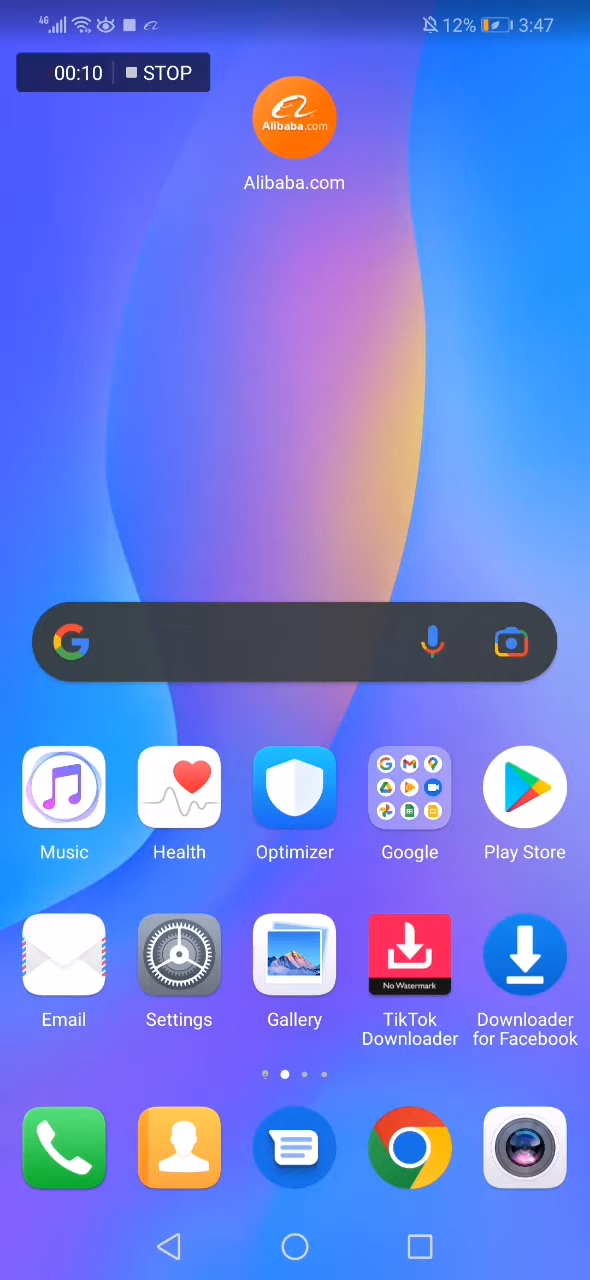 4G 12% 3:47
00:10 STOP
Alibaba.com
Alibaba.com
Music Health Optimizer Google Play Store
No Watermark
Email Settings Gallery TikTok Downloader
Downloader for Facebook